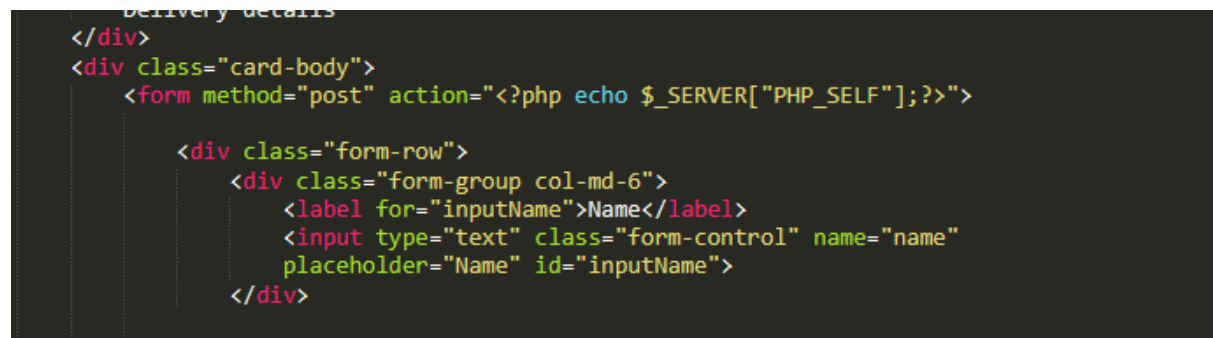 Delivery details
</div>
<div class="card-body">
<form method="post" action="<?php echo $_SERVER["PHP_SELF"];?>">
<div class="form-row">
<div class="form-group col-md-6">
<label for="inputName">Name</label>
<input type="text" class="form-control" name="name"
placeholder="Name" id="inputName">
</div>